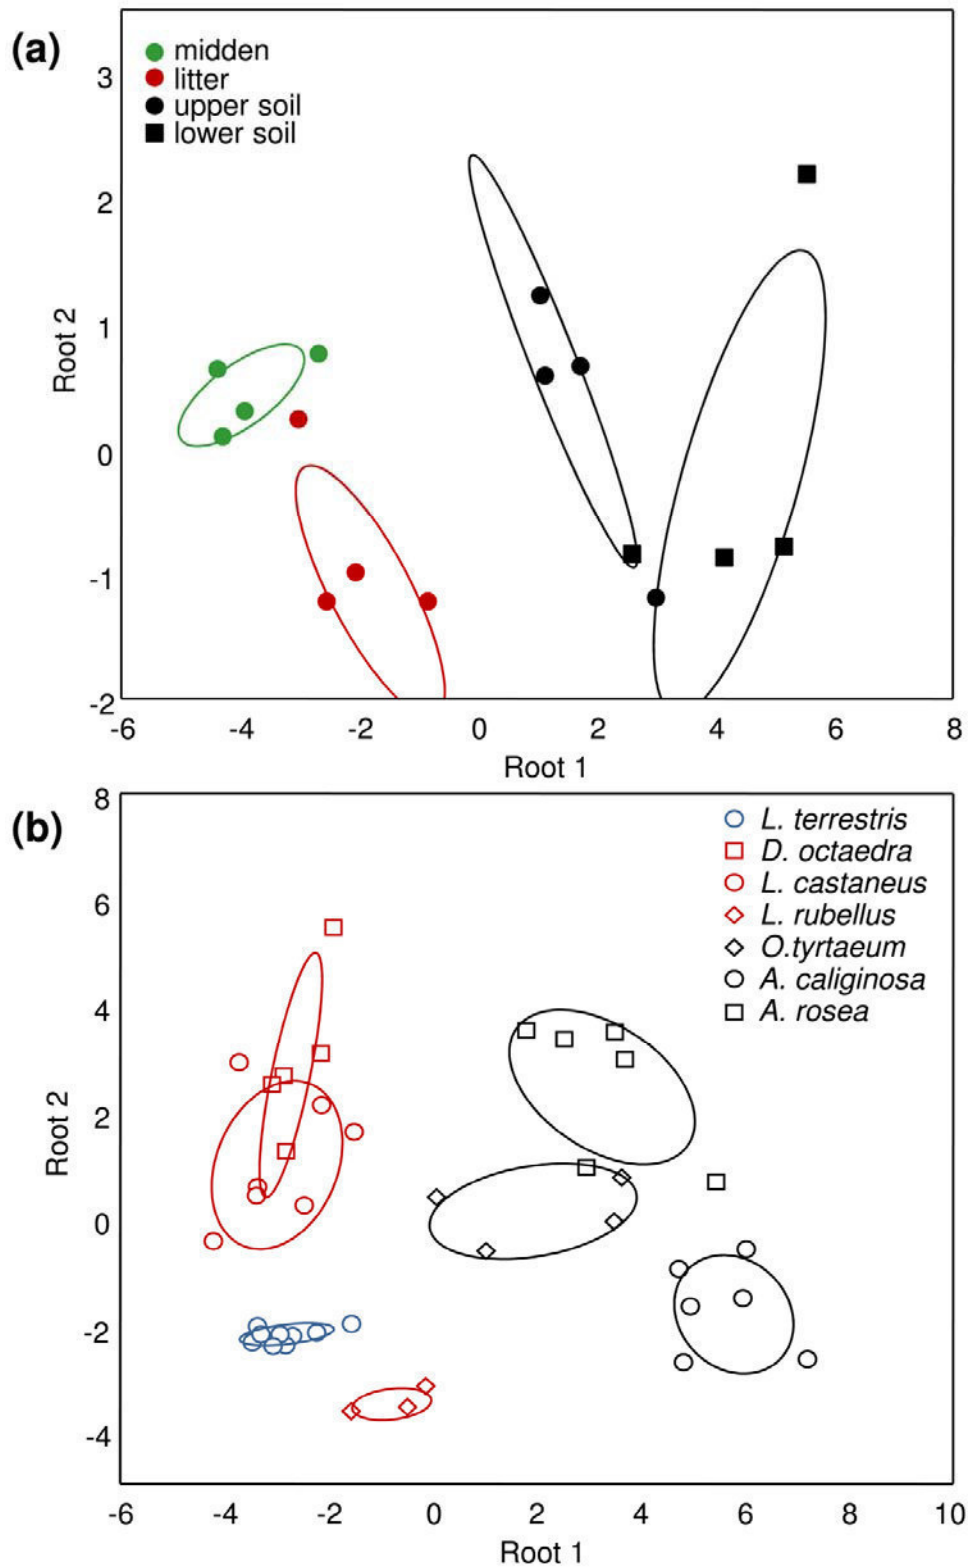 (a)
midden
litter
upper soil
lower soil
3
2
1
0
-1
-2
Root 2
-6 -4 -2 0 2 4 6 8
Root 1
(b)
8
6
4
2
0
-2
-4
Root 2
L. terrestris
D. octaedra
L. castaneus
L. rubellus
O.tyrtaeum
A. caliginosa
A. rosea
-6 -4 -2 0 2 4 6 8 10
Root 1